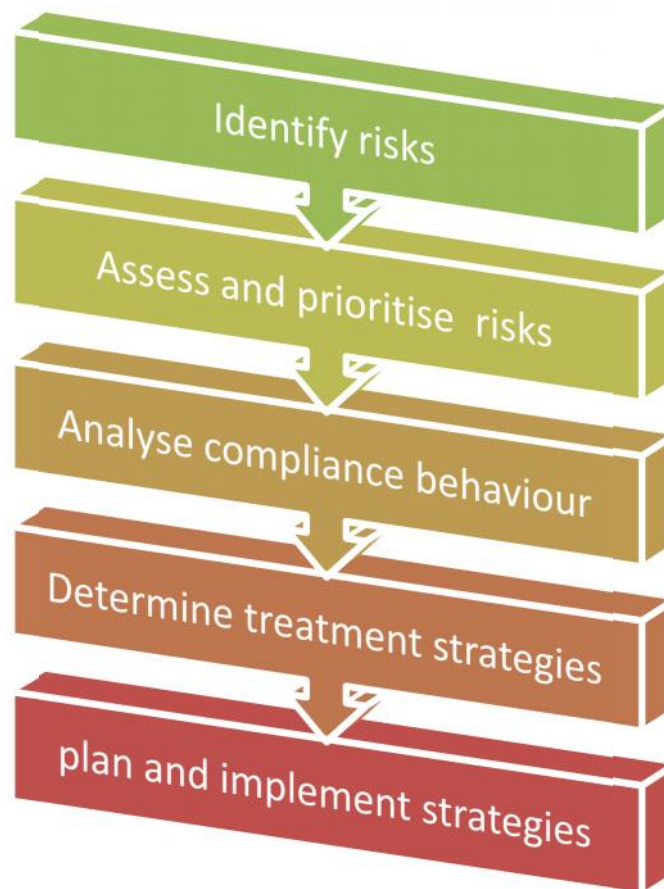 Identify risks
Assess and prioritise risks
Analyse compliance behaviour
Determine treatment strategies
plan and implement strategies